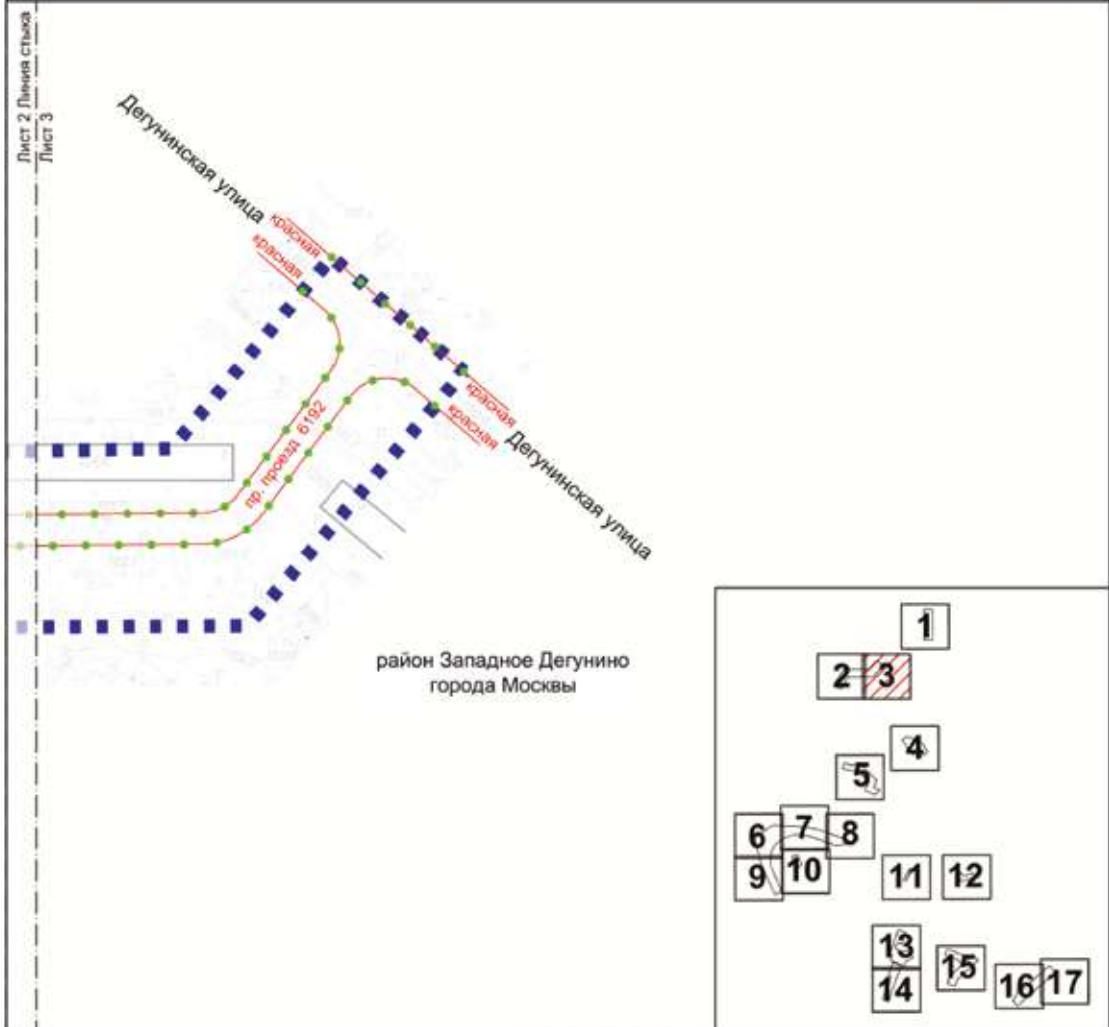 Лист 2 Линия стыка
Лист 3
Дегунинская улица
красная
красная
пр. проезд 6192
красная
красная
Дегунинская улица
район Западное Дегунино
города Москвы
1
2 3
4
5
6 7 8
9 10 11 12
13
14 15 16 17